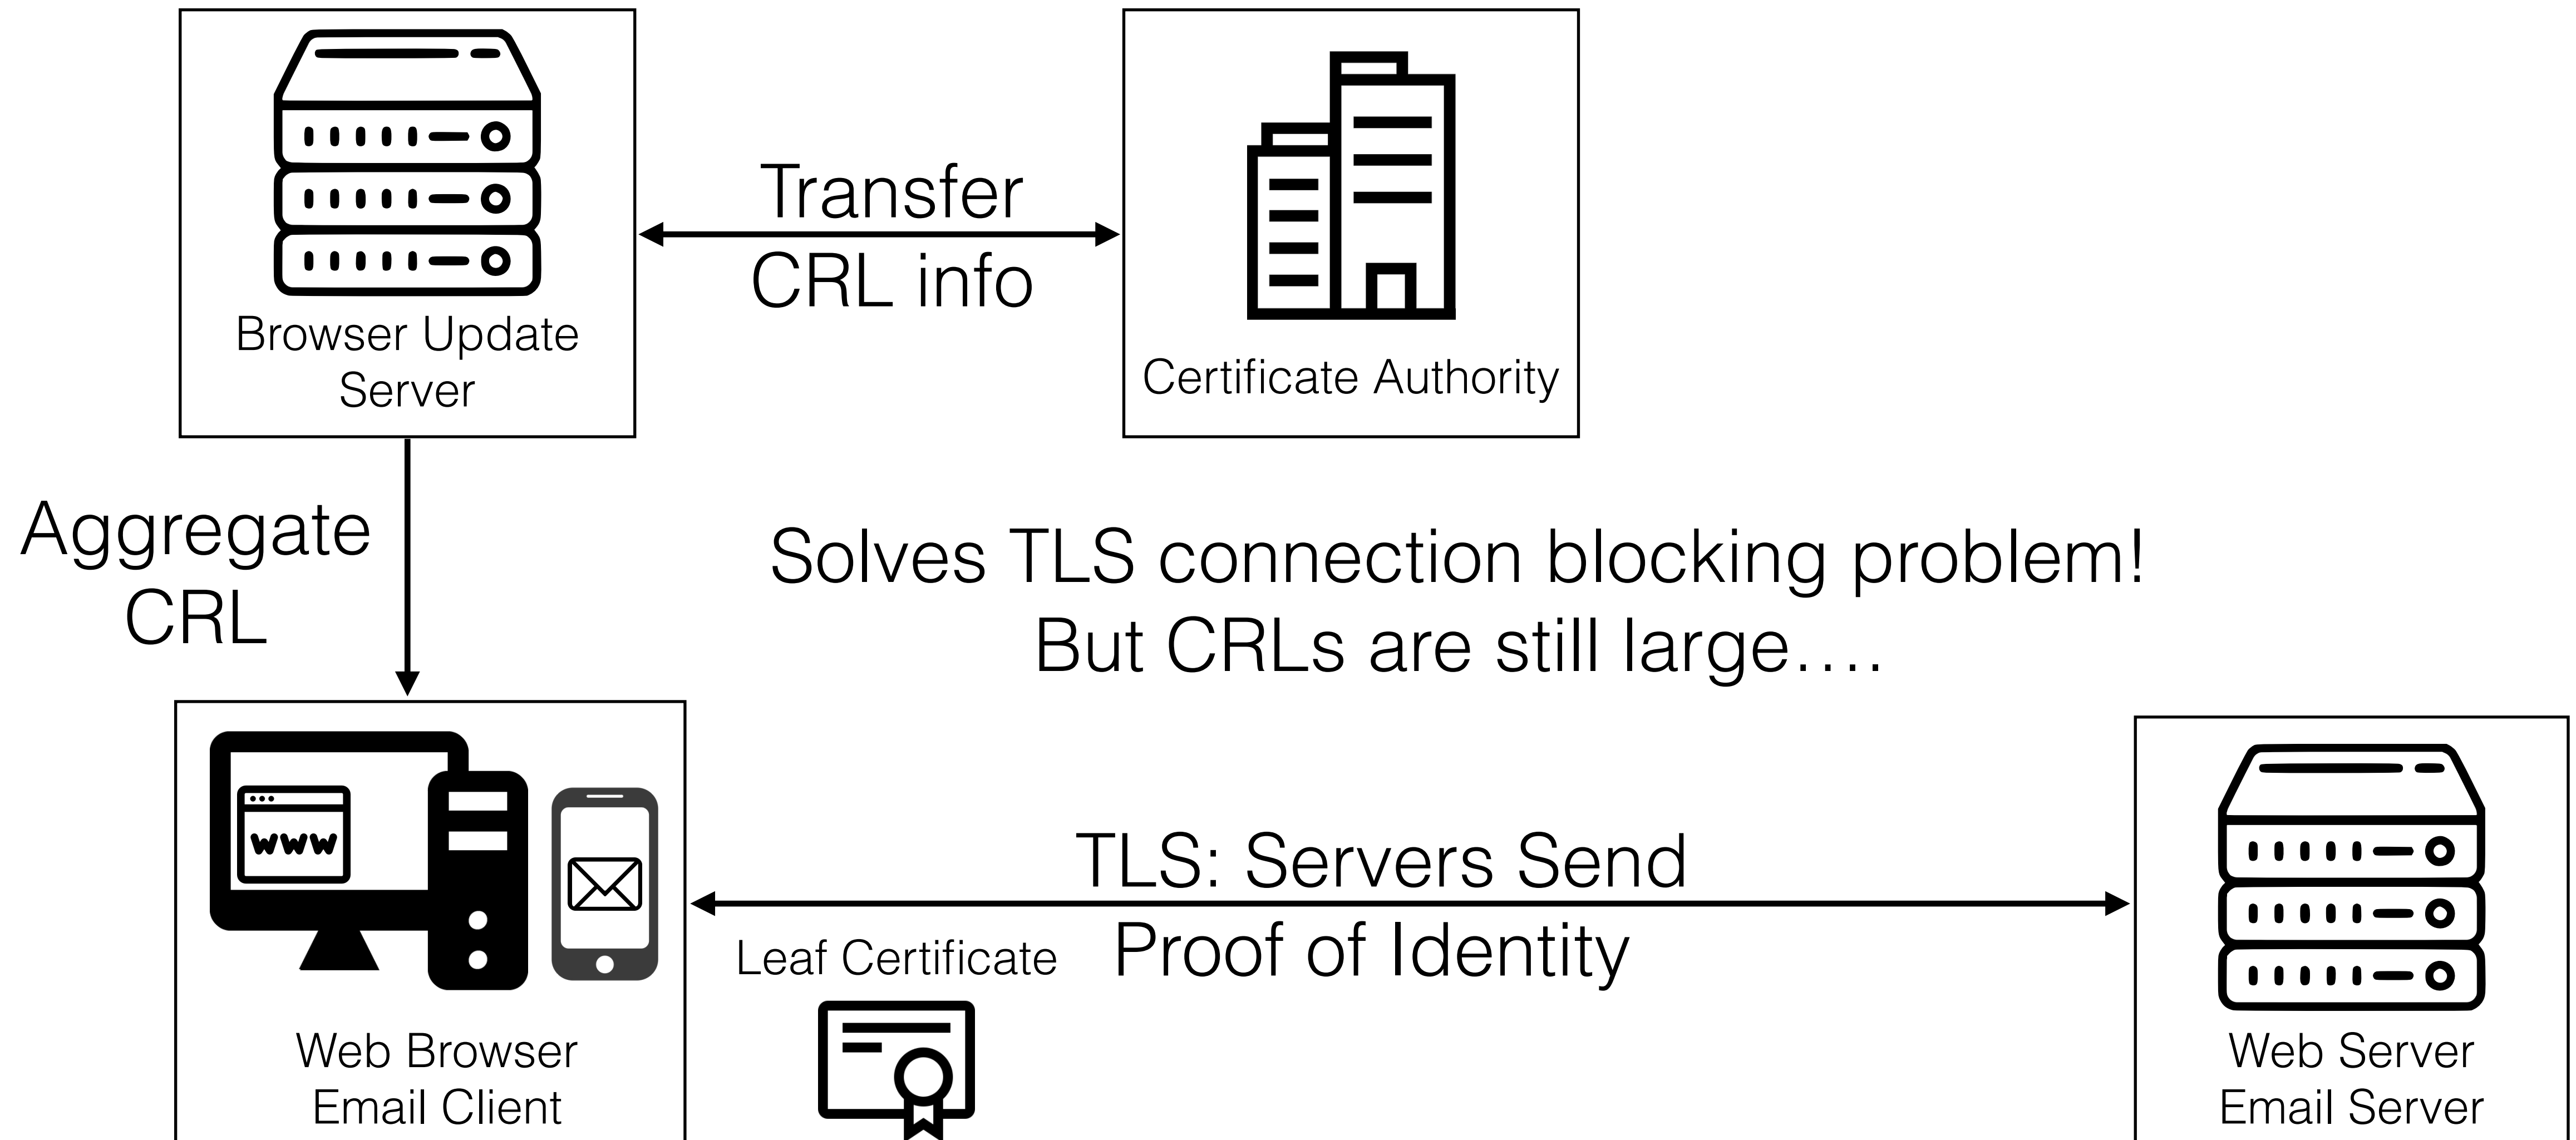 Browser Update
Server
Transfer
CRL info
Certificate Authority
Aggregate
CRL
Solves TLS connection blocking problem!
But CRLs are still large....
www
Web Browser
Email Client
TLS: Servers Send
Proof of Identity
Leaf Certificate
Web Server
Email Server